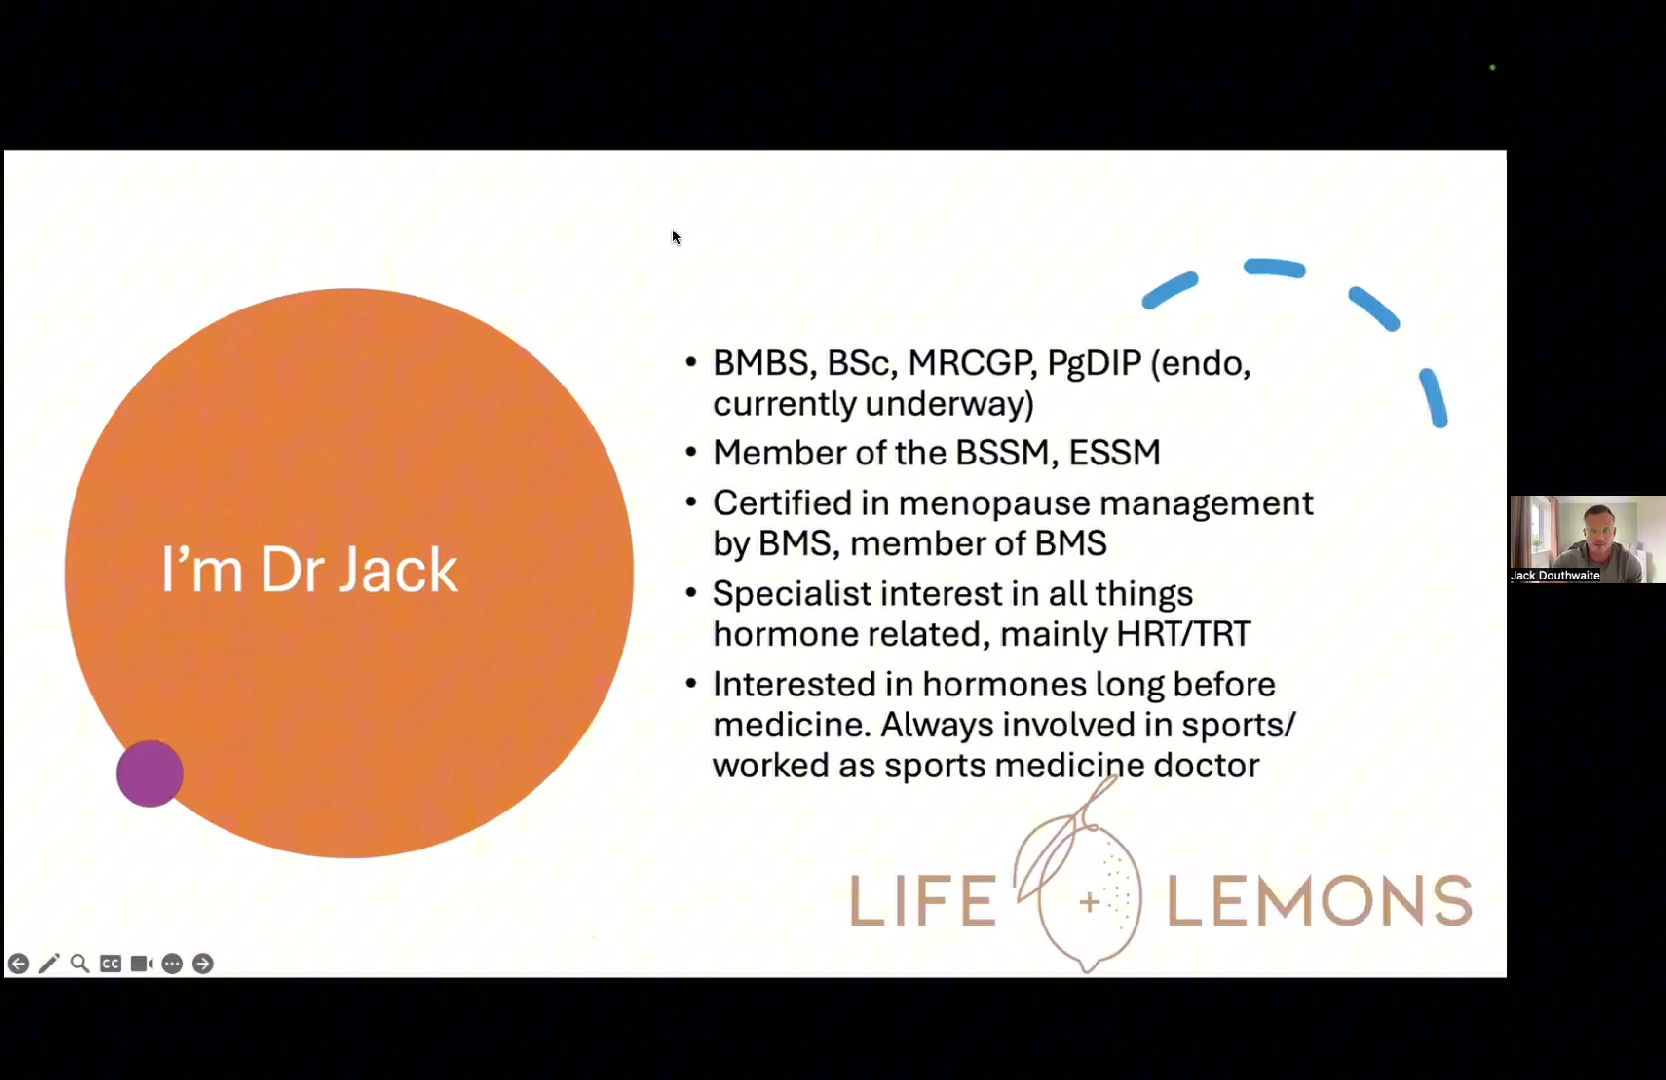 I’m Dr Jack
• BMBS, BSc, MRCGP, PgDIP (endo,
currently underway)
• Member of the BSSM, ESSM
• Certified in menopause management
by BMS, member of BMS
• Specialist interest in all things
hormone related, mainly HRT/TRT
• Interested in hormones long before
medicine. Always involved in sports/
worked as sports medicine doctor
LIFE + LEMONS
CC
Jack Douthwaite